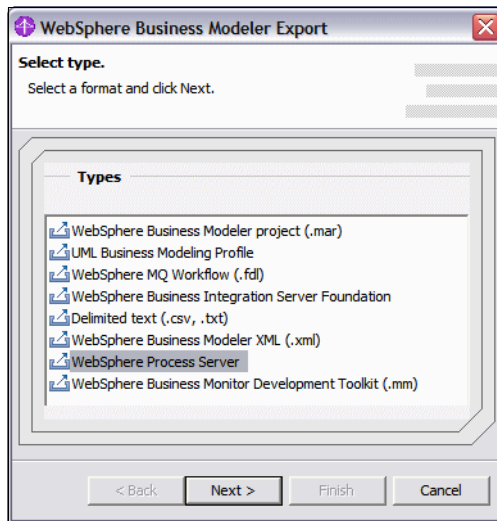 WebSphere Business Modeler Export
Select type.
Select a format and click Next.
Types
WebSphere Business Modeler project (.mar)
UML Business Modeling Profile
WebSphere MQ Workflow (.fdl)
WebSphere Business Integration Server Foundation
Delimited text (.csv, .txt)
WebSphere Business Modeler XML (.xml)
WebSphere Process Server
WebSphere Business Monitor Development Toolkit (.mm)
< Back Next > Finish Cancel